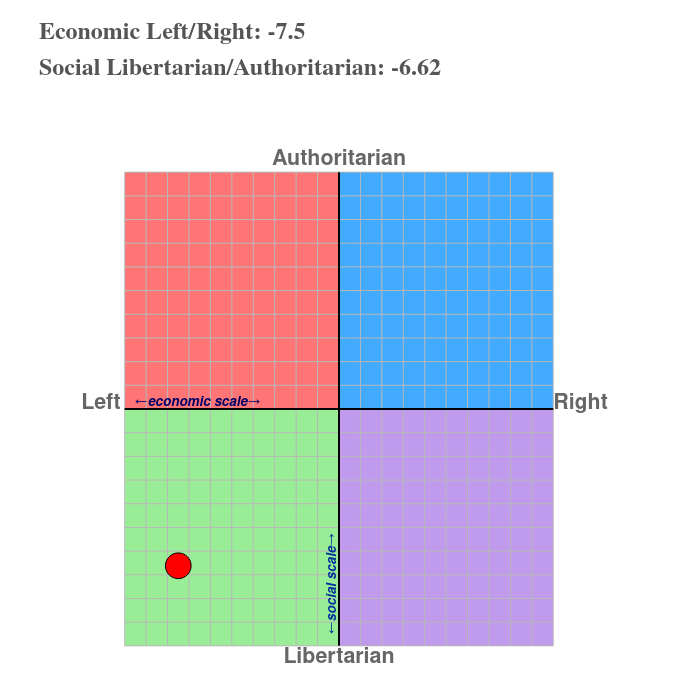 Economic Left/Right: -7.5
Social Libertarian/Authoritarian: -6.62
Authoritarian
Left
←economic scale→
Right
←social scale→
Libertarian